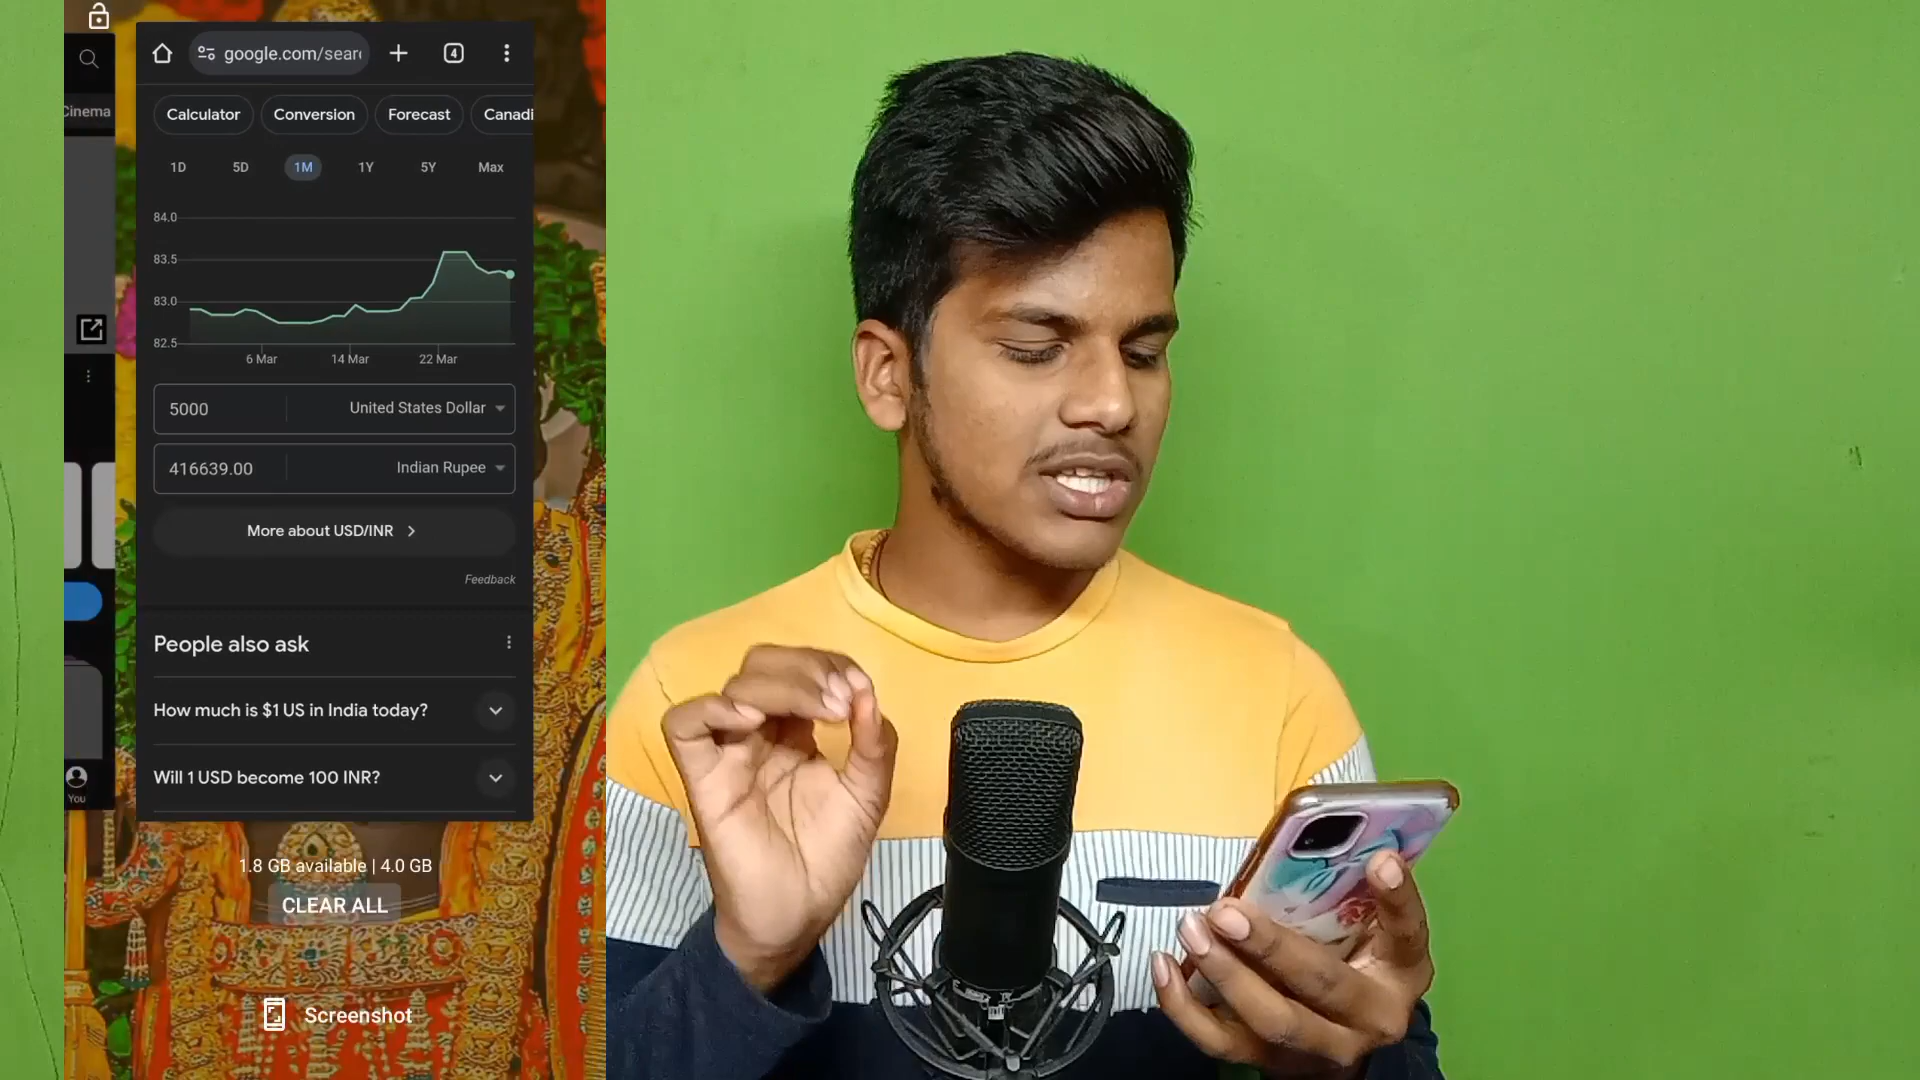 google.com/sear
4
Cinema
Calculator
Conversion
Forecast
Canadi
1D
5D
1M
1Y
5Y
Max
84.0
83.5
83.0
82.5
6 Mar
14 Mar
22 Mar
5000
United States Dollar
416639.00
Indian Rupee
More about USD/INR
Feedback
People also ask
How much is $1 US in India today?
Will 1 USD become 100 INR?
You
1.8 GB available | 4.0 GB
CLEAR ALL
Screenshot